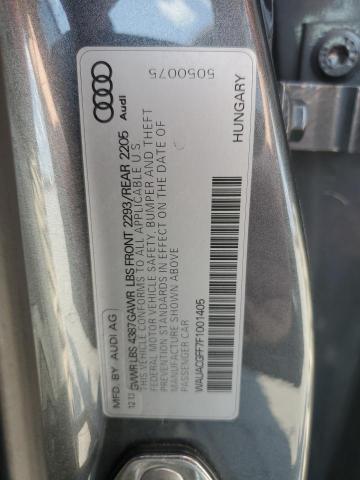 Audi
5050075
HUNGARY
MFD. BY AUDI AG
12.13 GVWR LBS 4387 GAWR LBS FRONT 2293/REAR 2205
THIS VEHICLE CONFORMS TO ALL APPLICABLE U S
FEDERAL MOTOR VEHICLE SAFETY, BUMPER AND THEFT
PREVENTION STANDARDS IN EFFECT ON THE DATE OF
MANUFACTURE SHOWN ABOVE
PASSENGER CAR
WAUACGFF7F1001405